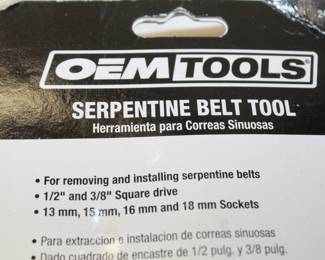 OEMTOOLS®
SERPENTINE BELT TOOL
Herramienta para Correas Sinuosas
• For removing and installing serpentine belts
• 1/2" and 3/8" Square drive
• 13 mm, 15 mm, 16 mm and 18 mm Sockets
• Para extraccion e instalacion de correas sinuosas
• Dado cuadrado de encastre de 1/2 pulg. y 3/8 pulg.